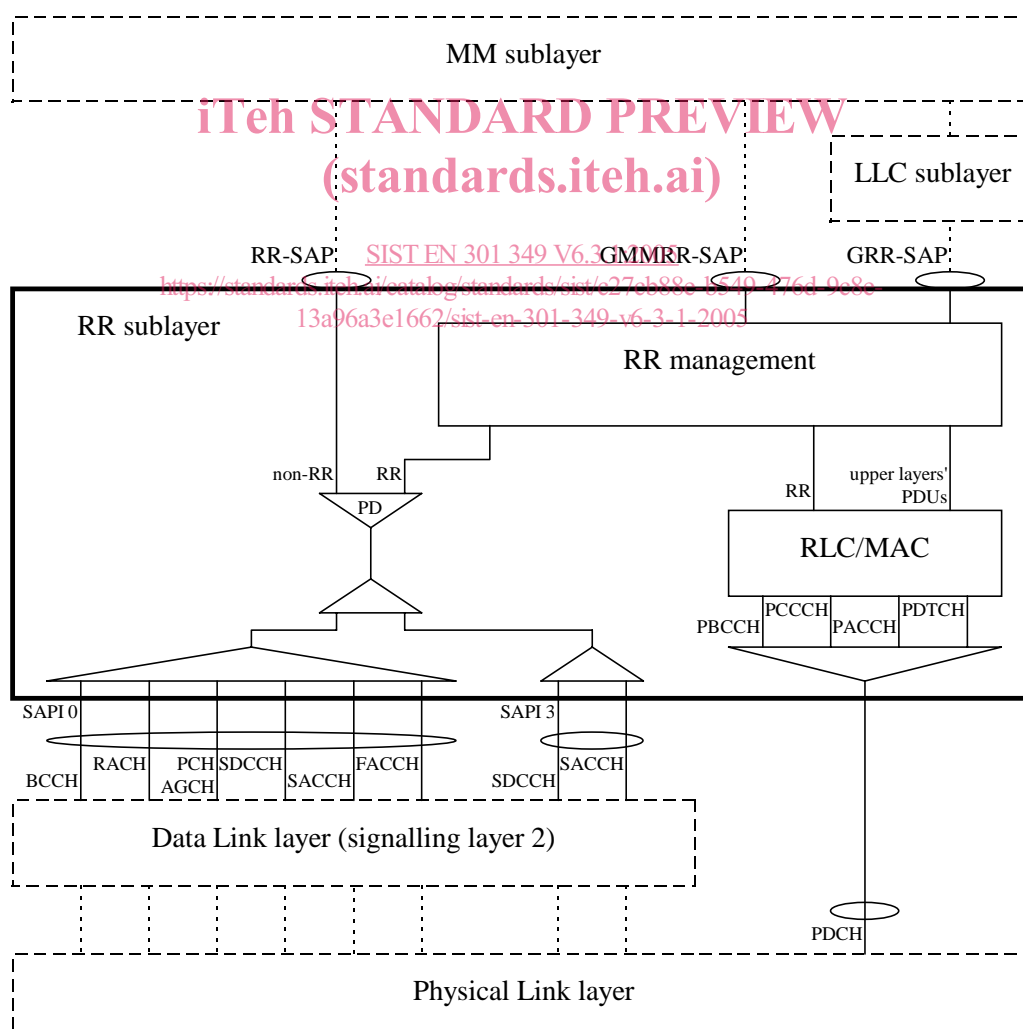 MM sublayer
iTeh STANDARD PREVIEW
(standards.iteh.ai)
LLC sublayer
RR-SAP
SIST EN 301 349 V6.3.1:2005
GMMRR-SAP
GRR-SAP
13a96a3e1662/sist-en-301-349-v6-3-1-2005
RR sublayer
RR management
non-RR
RR
PD
RR
upper layers'
PDUs
RLC/MAC
PBCCH
PCCCH
PACCH
PDTCH
SAPI 0
SAPI 3
BCCH
RACH
PCH
AGCH
SDCCH
SACCH
FACCH
SDCCH
SACCH
Data Link layer (signalling layer 2)
PDCH
Physical Link layer